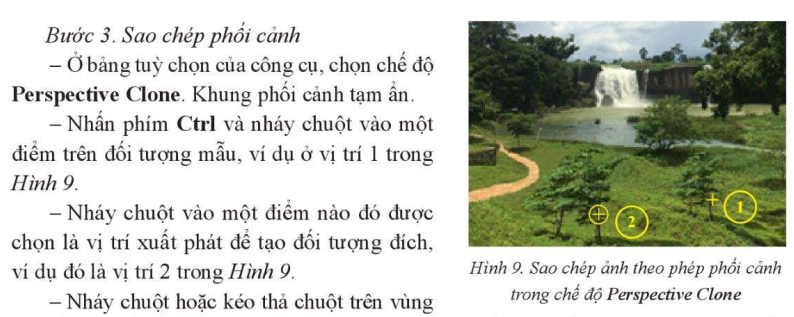 Bước 3. Sao chép phối cảnh
– Ở bảng tuỳ chọn của công cụ, chọn chế độ
Perspective Clone. Khung phối cảnh tạm ẩn.
– Nhấn phím Ctrl và nháy chuột vào một
điểm trên đối tượng mẫu, ví dụ ở vị trí 1 trong
Hình 9.
– Nháy chuột vào một điểm nào đó được
chọn là vị trí xuất phát để tạo đối tượng đích,
ví dụ đó là vị trí 2 trong Hình 9.
– Nháy chuột hoặc kéo thả chuột trên vùng
1
2
Hình 9. Sao chép ảnh theo phép phối cảnh
trong chế độ Perspective Clone